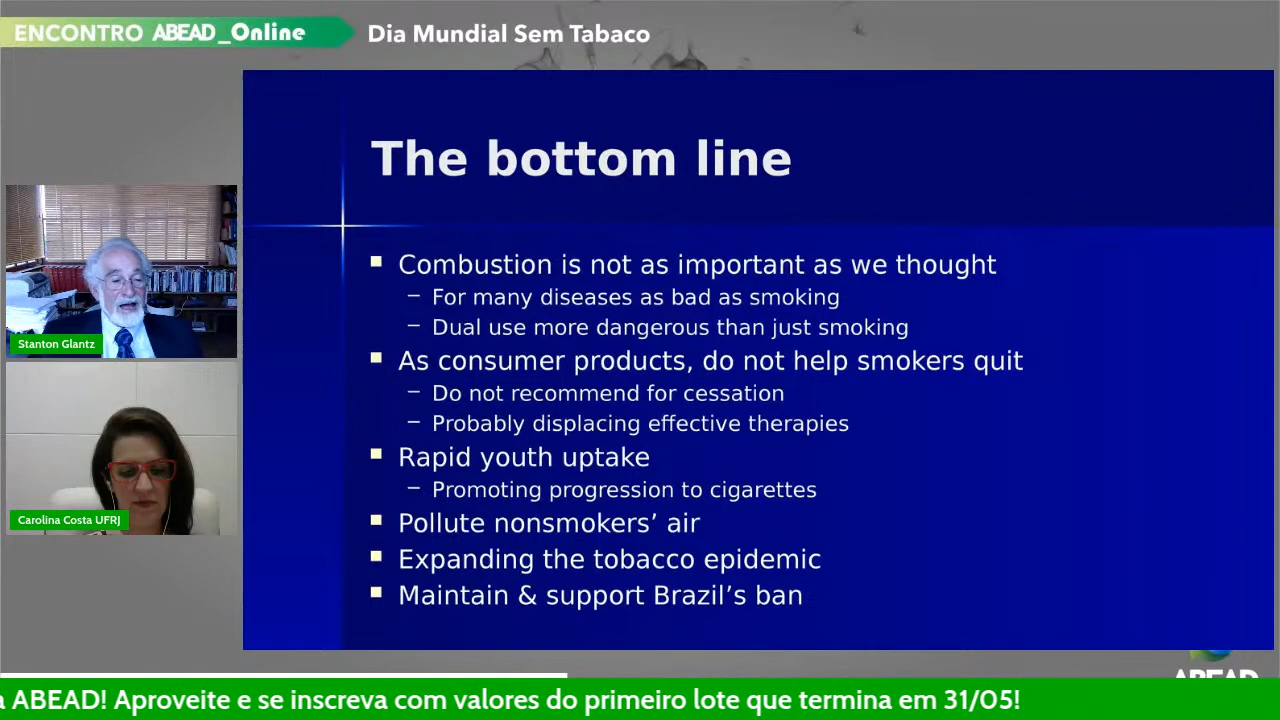 ENCONTRO ABEAD_Online
Dia Mundial Sem Tabaco
The bottom line
Combustion is not as important as we thought
– For many diseases as bad as smoking
– Dual use more dangerous than just smoking
As consumer products, do not help smokers quit
– Do not recommend for cessation
– Probably displacing effective therapies
Rapid youth uptake
– Promoting progression to cigarettes
Pollute nonsmokers’ air
Expanding the tobacco epidemic
Maintain & support Brazil’s ban
Stanton Glantz
Carolina Costa UFRJ
ABEAD
a ABEAD! Aproveite e se inscreva com valores do primeiro lote que termina em 31/05!